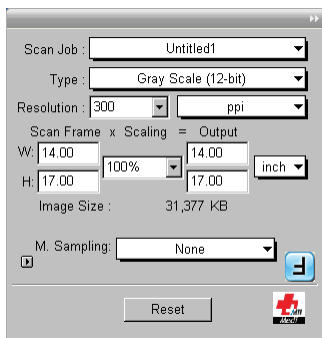 Scan Job : Untitled1
Type : Gray Scale (12-bit)
Resolution : 300 ppi
Scan Frame x Scaling = Output
W: 14.00 100% 14.00 inch
H: 17.00 17.00
Image Size : 31,377 KB
M. Sampling: None
Reset
Medi